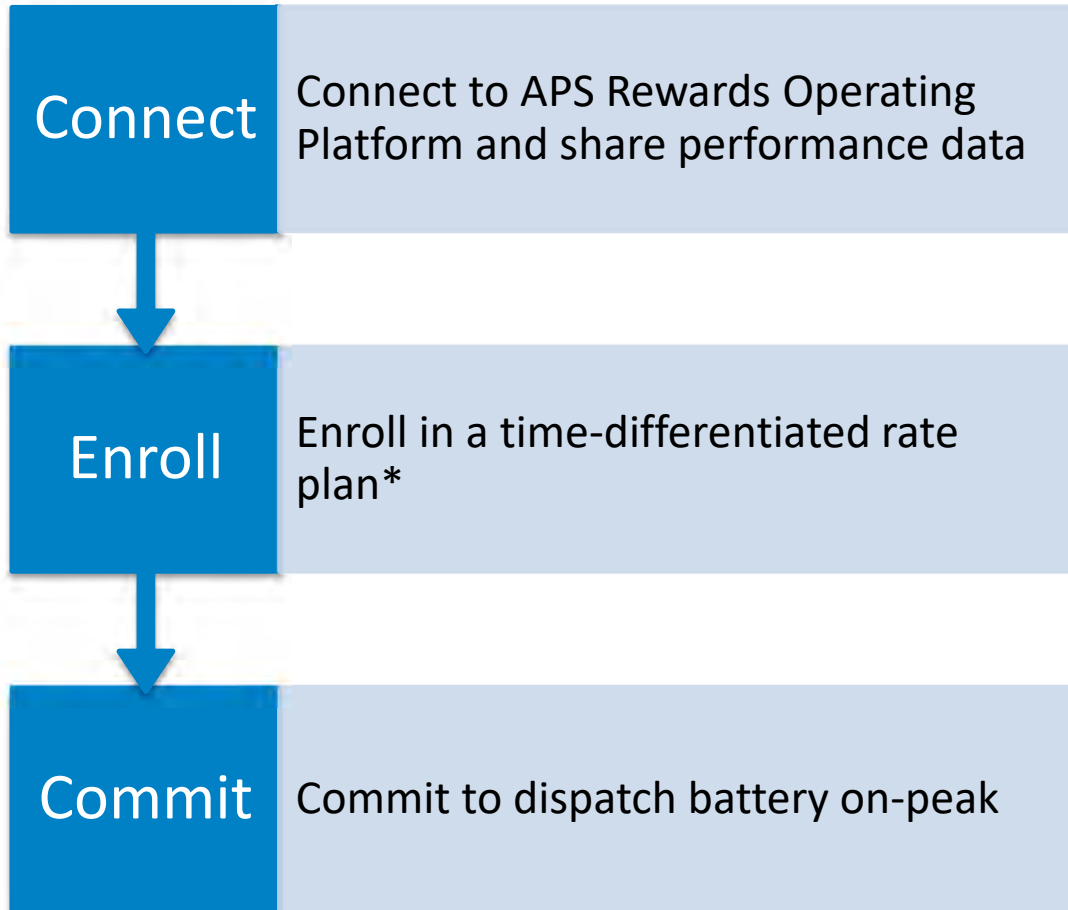 Connect
Connect to APS Rewards Operating
Platform and share performance data
Enroll
Enroll in a time-differentiated rate
plan*
Commit
Commit to dispatch battery on-peak